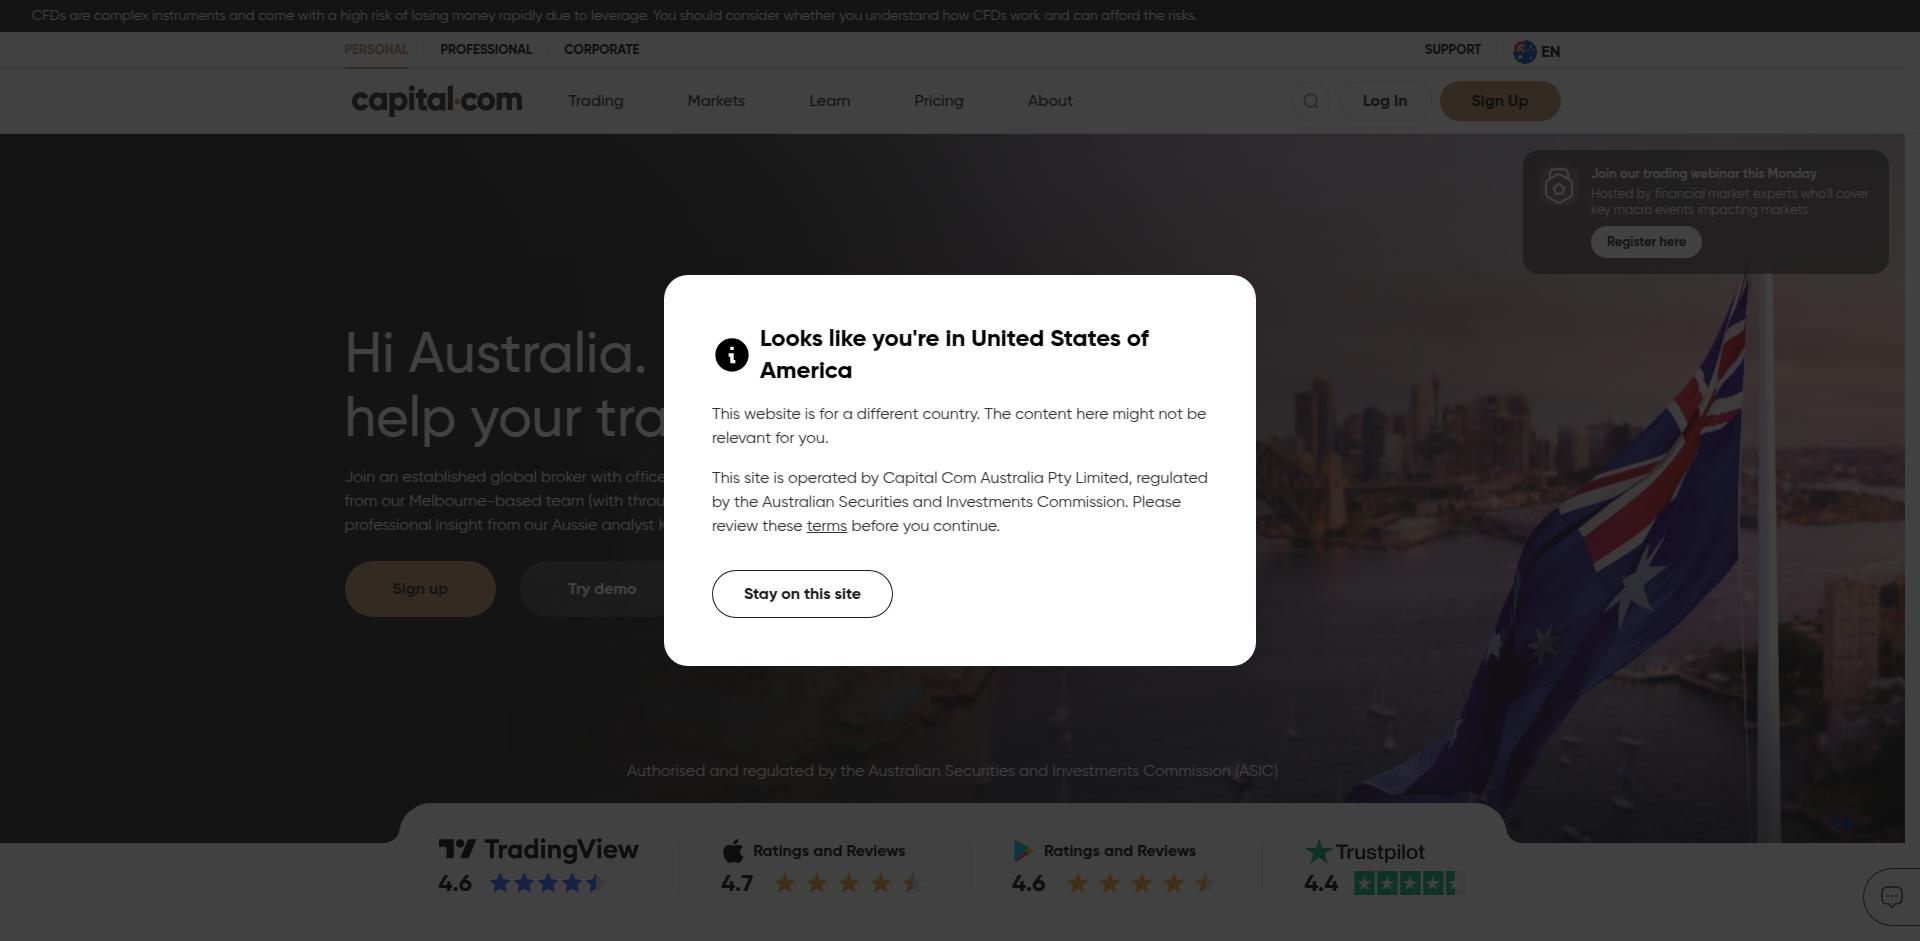 CFDs are complex instruments and come with a high risk of losing money rapidly due to leverage. You should consider whether you understand how CFDs work and can afford the risks.
PERSONAL
PROFESSIONAL
CORPORATE
SUPPORT
EN
capital.com
Trading
Markets
Learn
Pricing
About
Log In
Sign Up
Join our trading webinar this Monday
Hosted by financial market experts who'll cover
key macro events impacting markets
Register here
Hi Australia.
help your tra
Join an established global broker with office
from our Melbourne-based team (with throu
professional insight from our Aussie analyst K
Sign up
Try demo
Looks like you're in United States of
America
This website is for a different country. The content here might not be
relevant for you.
This site is operated by Capital Com Australia Pty Limited, regulated
by the Australian Securities and Investments Commission. Please
review these terms before you continue.
Stay on this site
Authorised and regulated by the Australian Securities and Investments Commission (ASIC)
TradingView
4.6
Ratings and Reviews
4.7
Ratings and Reviews
4.6
Trustpilot
4.4